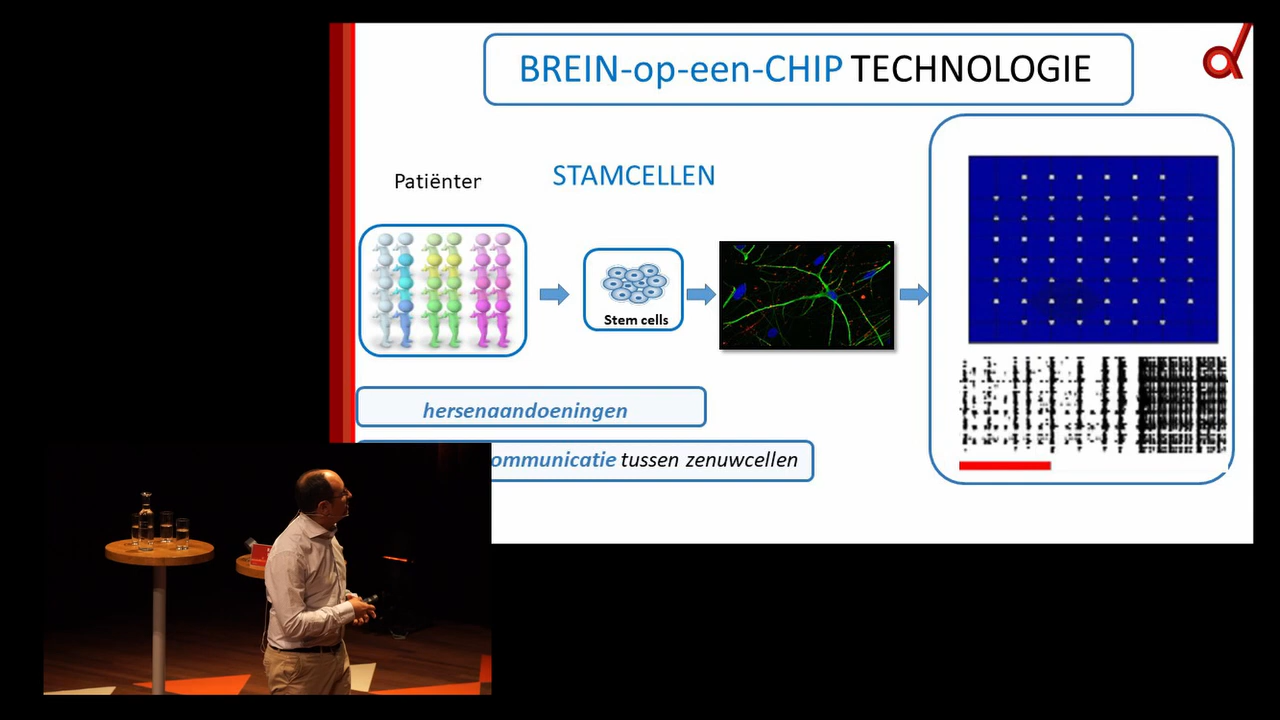 BREIN-op-een-CHIP TECHNOLOGIE
Patiënter
STAMCELLEN
Stem cells
hersenaandoeningen
ommunicatie tussen zenuwcellen